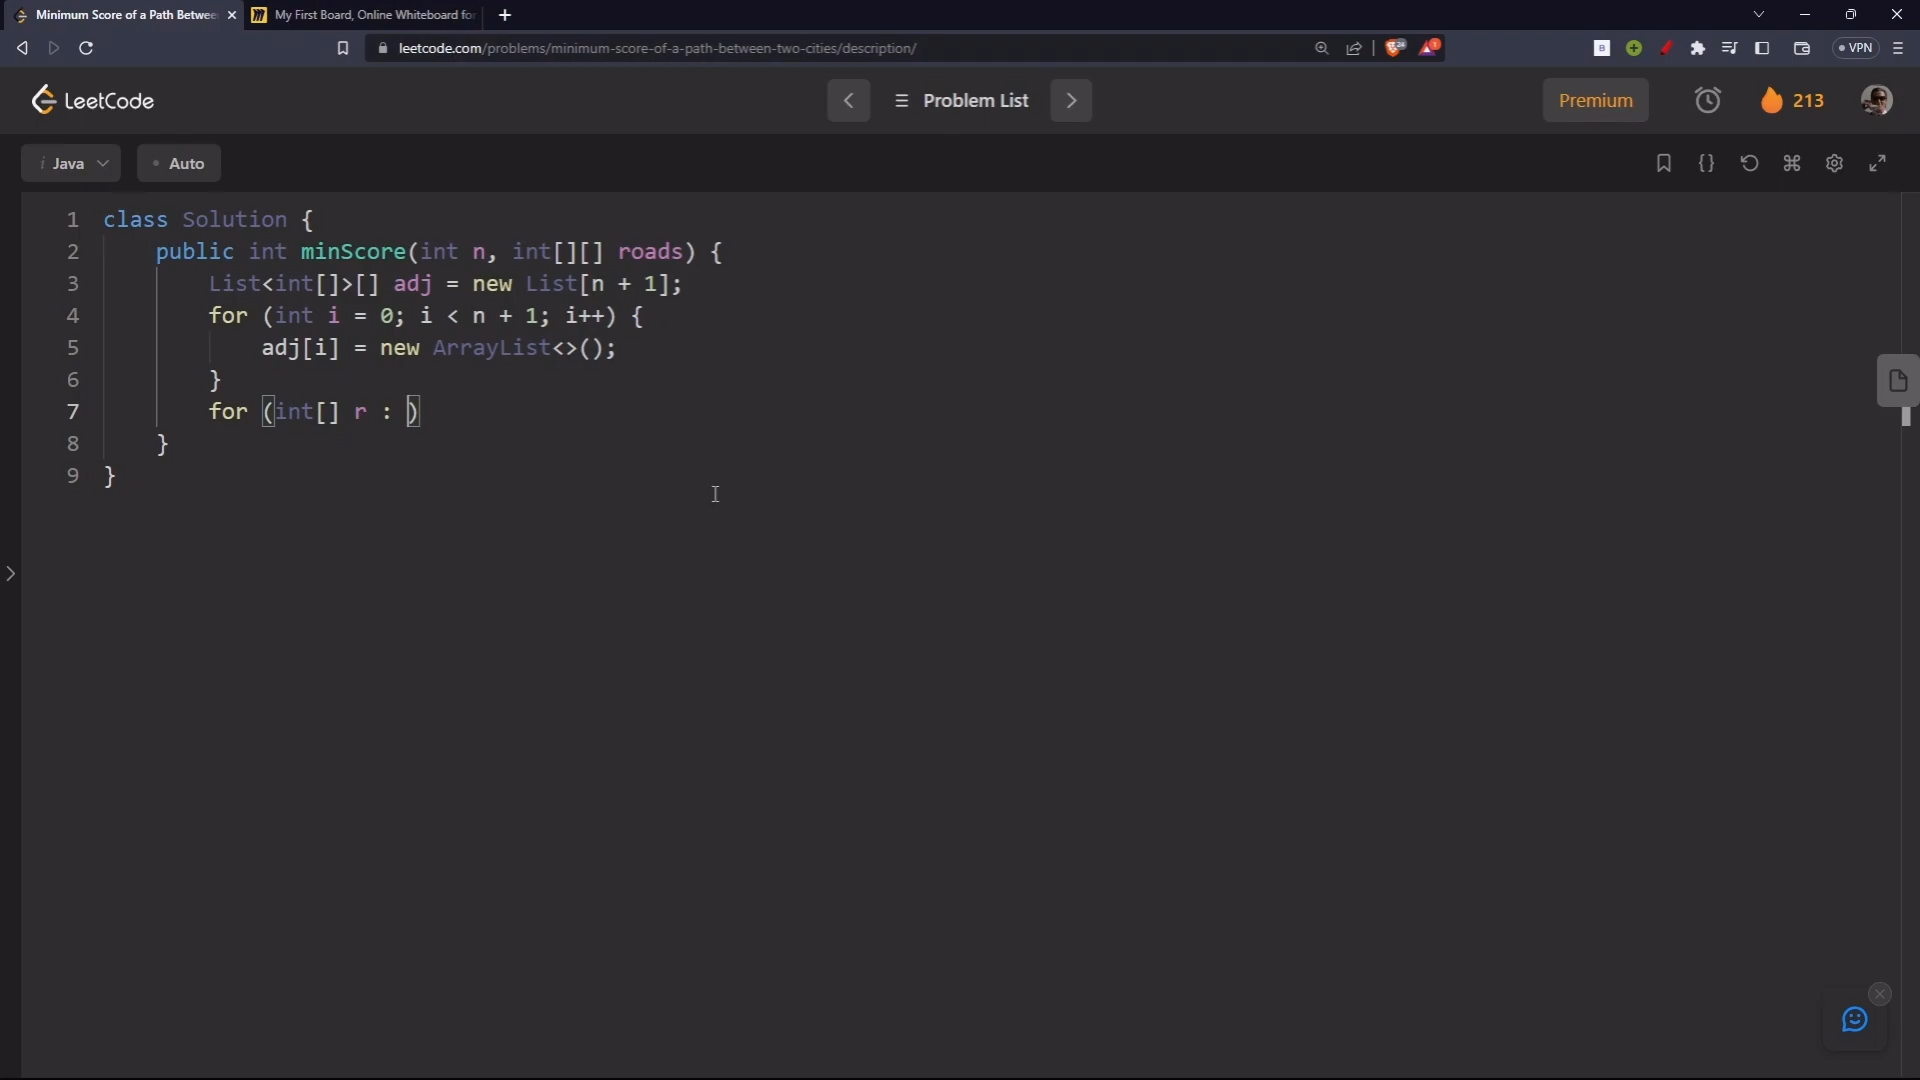 Minimum Score of a Path Betwee
My First Board, Online Whiteboard for
leetcode.com/problems/minimum-score-of-a-path-between-two-cities/description/
24
1
B
VPN
LeetCode
Problem List
Premium
213
i Java
Auto
1 class Solution {
2 public int minScore(int n, int[][] roads) {
3 List<int[]>[] adj = new List[n + 1];
4 for (int i = 0; i < n + 1; i++) {
5 adj[i] = new ArrayList<>();
6 }
7 for (int[] r : )
8 }
9 }